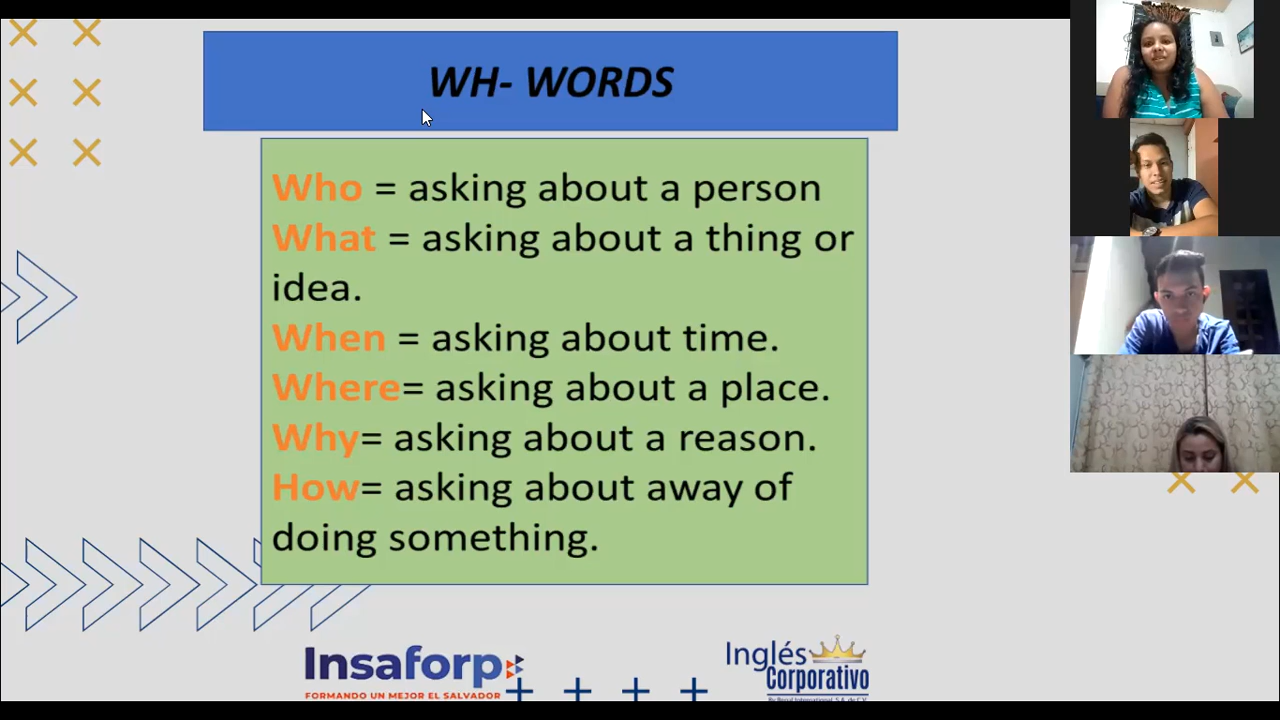 WH- WORDS
Who = asking about a person
What = asking about a thing or
idea.
When = asking about time.
Where= asking about a place.
Why= asking about a reason.
How= asking about away of
doing something.
Insaforp
FORMANDO UN MEJOR EL SALVADOR
Inglés
Corporativo